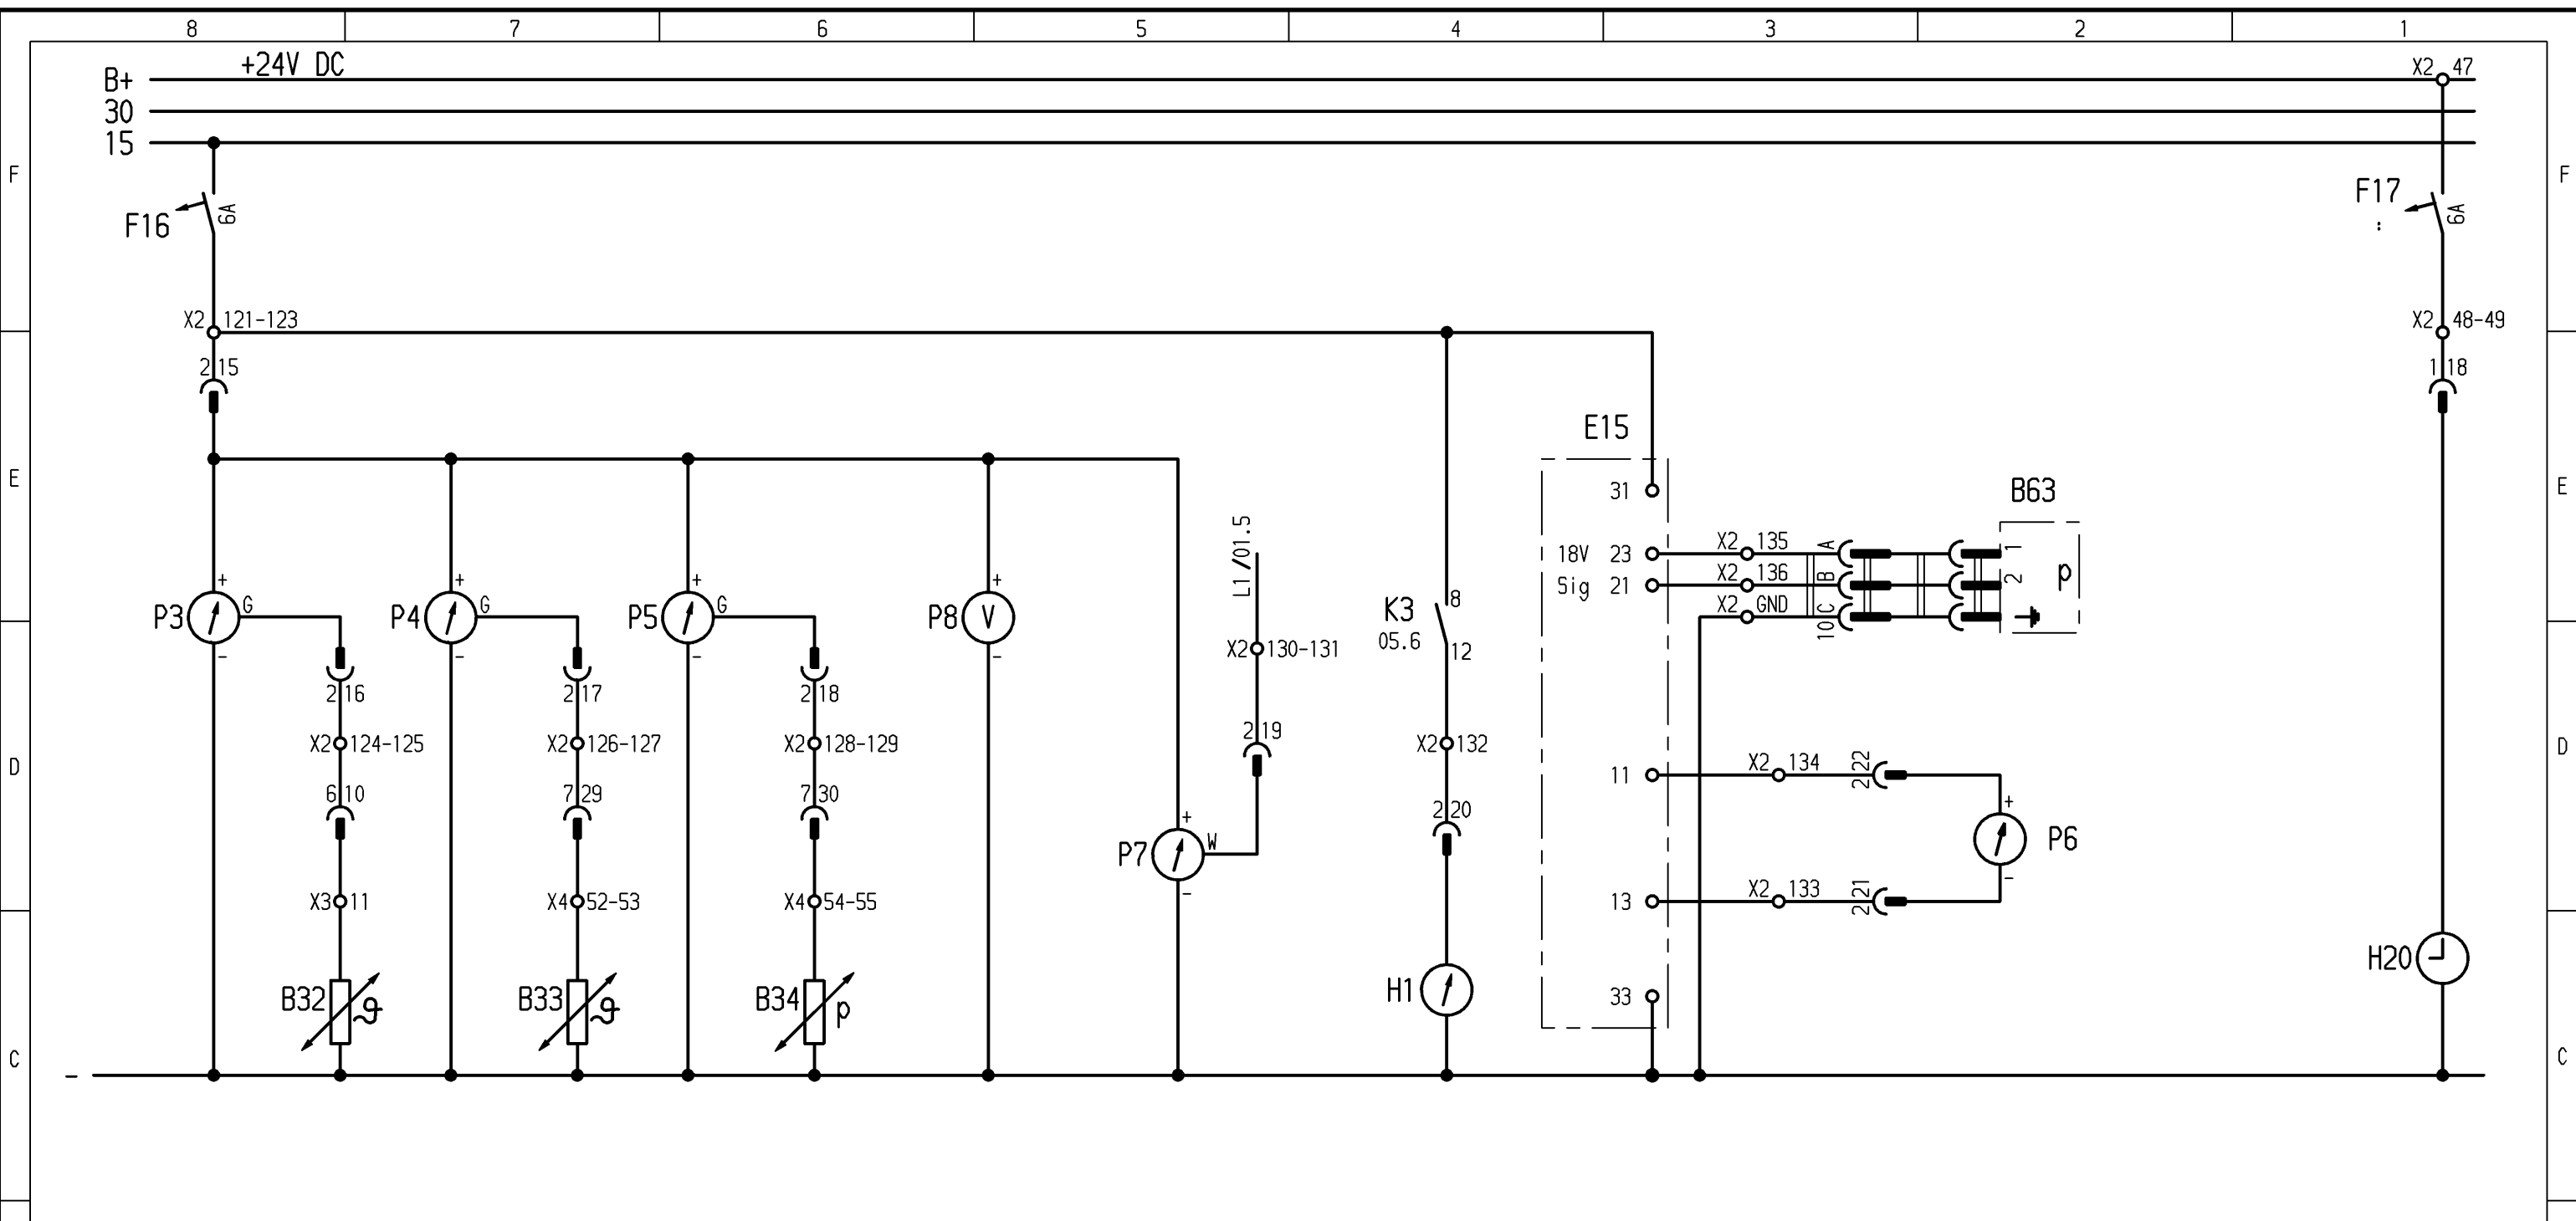 8 7 6 5 4 3 2 1
+24V DC
B+
X2 47
30
15
F F
F16 6A
F17 6A
:
X2 121-123
X2 48-49
2 15
1 18
E15
E E
31
B63
L1 /01.5
18V 23 X2 135 A 1
Sig 21 X2 136 B 2 p
X2 GND 10 C
+ + + +
P3 G P4 G P5 G P8 V
- - - -
K3 8
05.6 12
X2 130-131
2 16 2 17 2 18
2 19
X2 124-125 X2 126-127 X2 128-129
X2 132
D D
11 X2 134 2 22
6 10 7 29 7 30
2 20
+
P6
-
+
P7 W
-
X3 11 X4 52-53 X4 54-55
13 X2 133 2 21
H20
B32 ϑ B33 ϑ B34 p
H1
33
C C
-